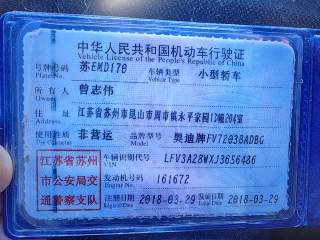 中华人民共和国机动车行驶证
Vehicle License of the People's Republic of China
号牌号码 苏EMD170 车辆类型 小型轿车
Plate No. Vehicle Type
所有人 曾志伟
Owner
住址 江苏省苏州市昆山市周市镇永平家园13幢204室
Address
使用性质 非营运 品牌型号 奥迪牌FV7203BADBG
Use Character Model
江苏省苏州 车辆识别代号 LFV3A28WXJ3656486
VIN
市公安局交 发动机号码 161672
Engine No.
通警察支队 注册日期 2018-03-29 发证日期 2018-03-29
Register Date Issue Date